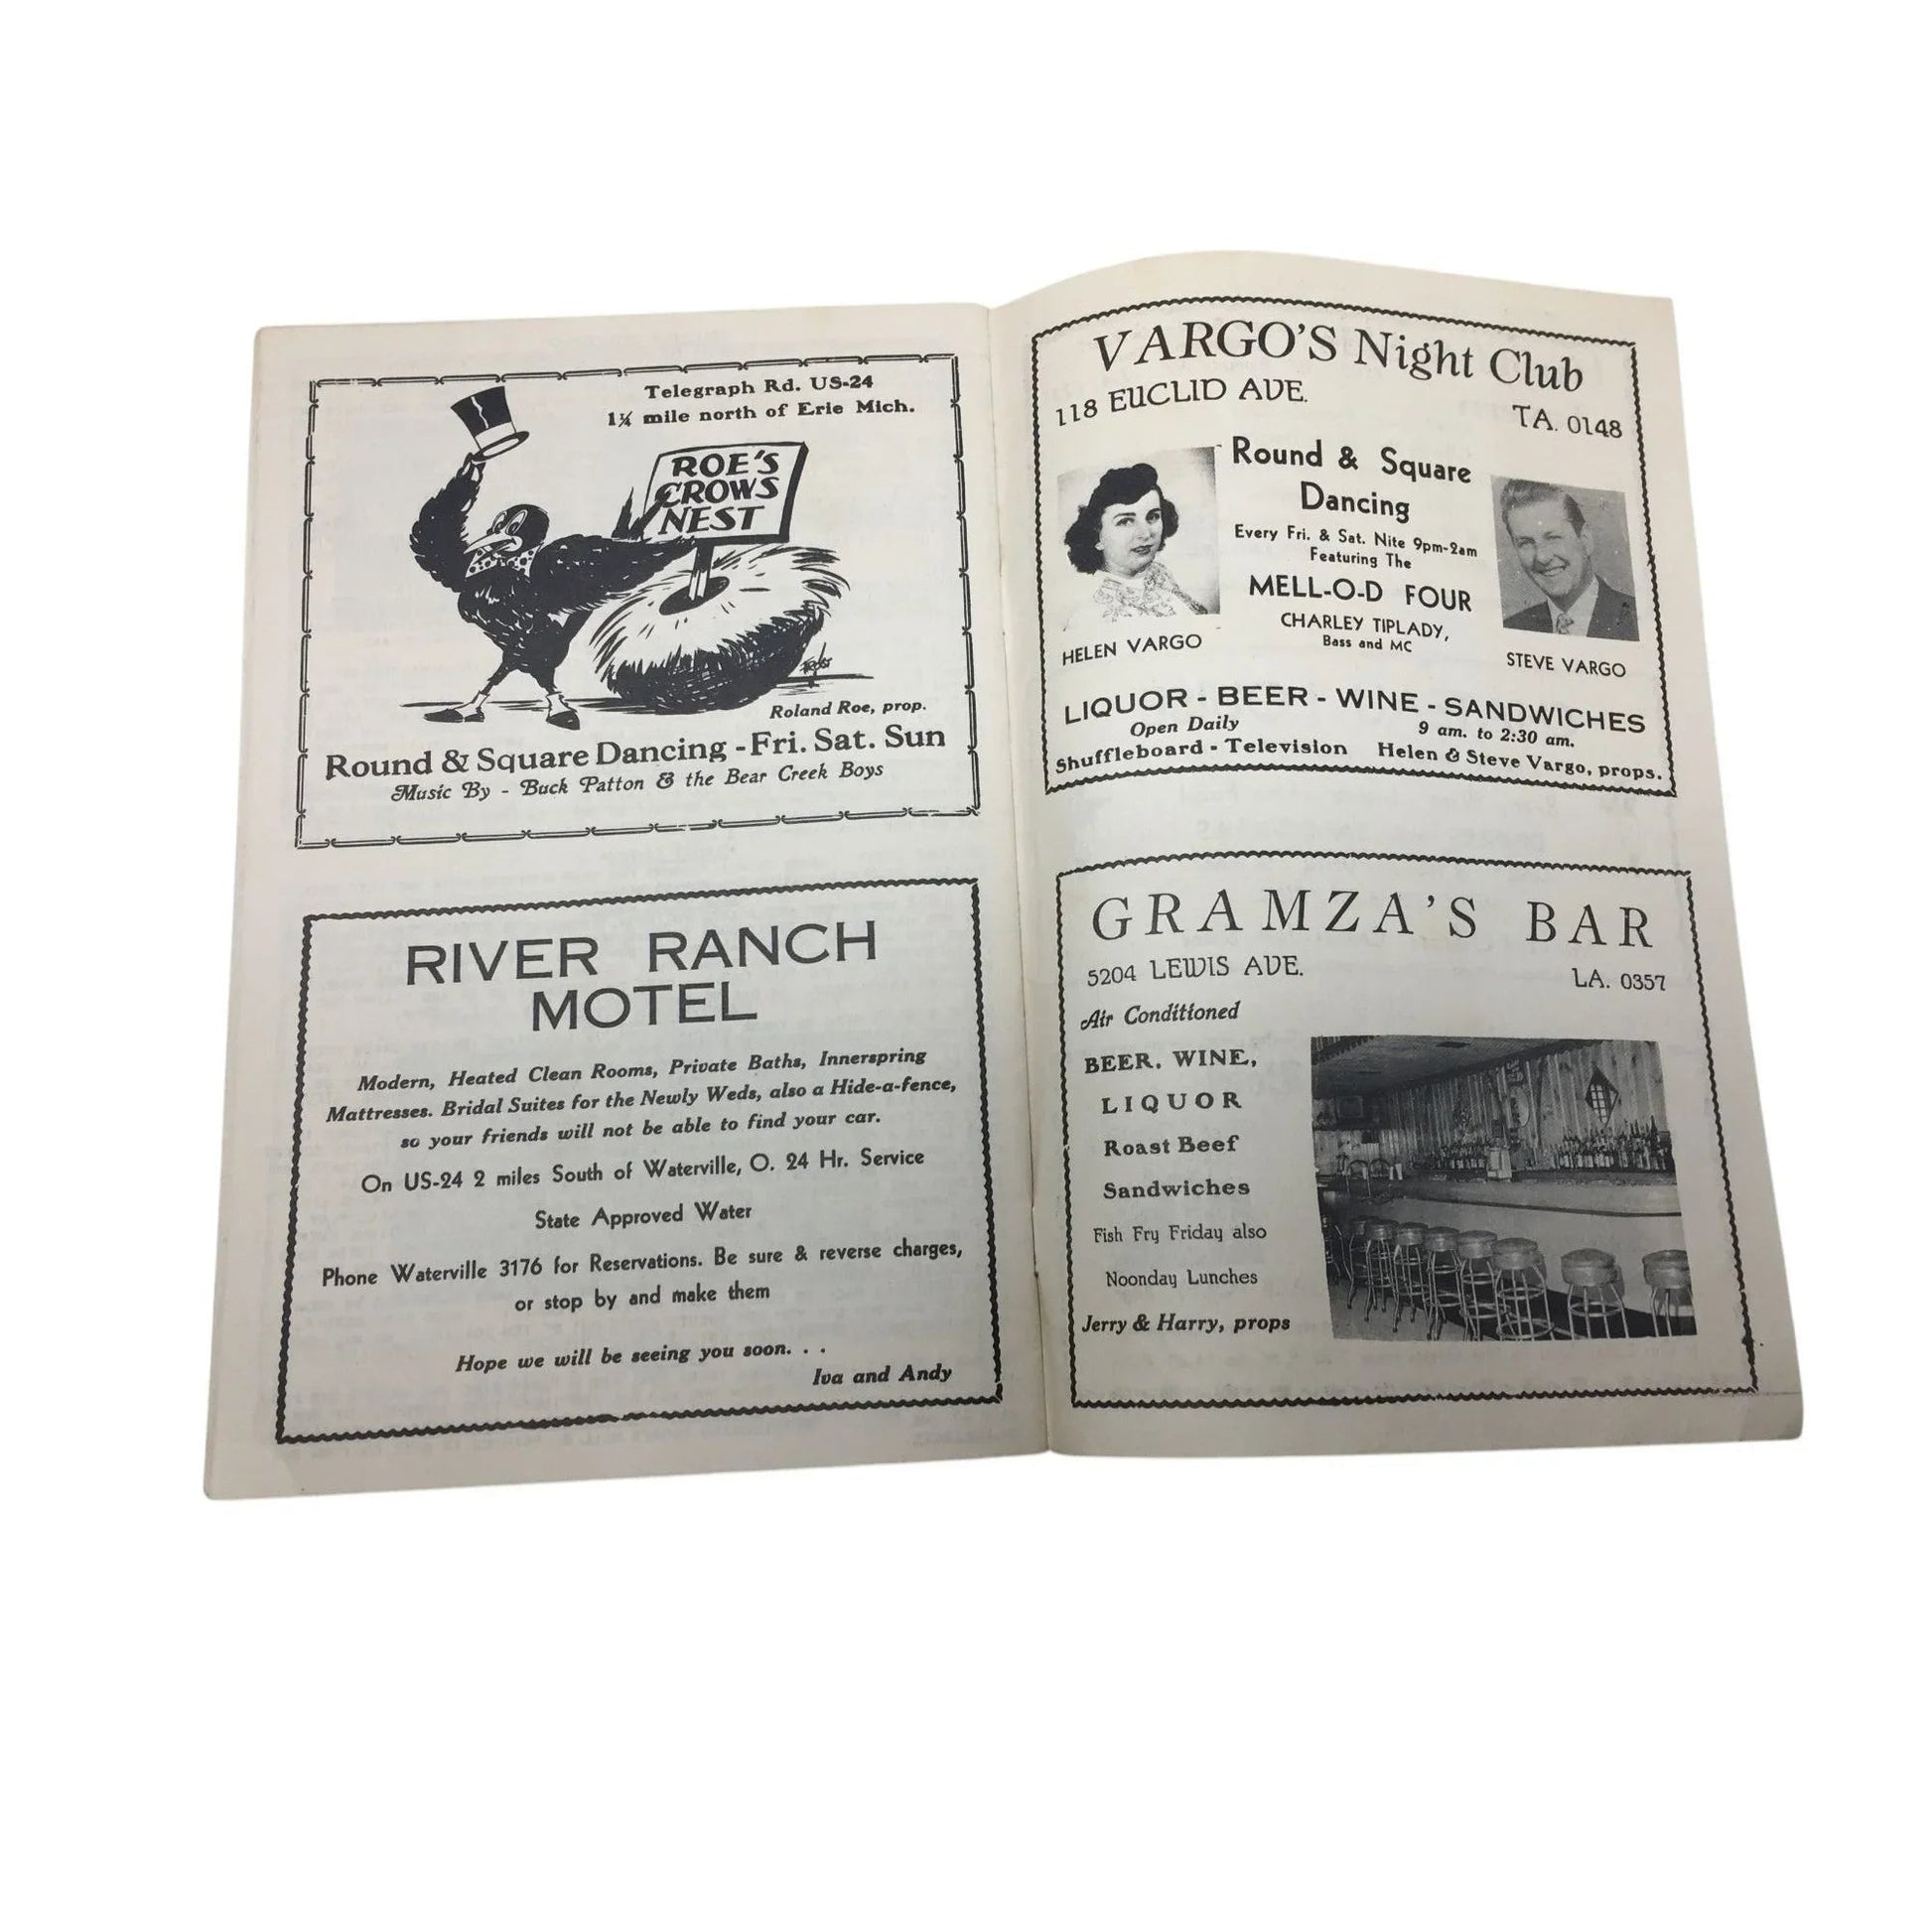 Telegraph Rd. US-24
1¼ mile north of Erie Mich.
ROE'S
CROWS
NEST
Roland Roe, prop.
Round & Square Dancing - Fri. Sat. Sun
Music By - Buck Patton & the Bear Creek Boys
RIVER RANCH
MOTEL
Modern, Heated Clean Rooms, Private Baths, Innerspring
Mattresses. Bridal Suites for the Newly Weds, also a Hide-a-fence,
so your friends will not be able to find your car.
On US-24 2 miles South of Waterville, O. 24 Hr. Service
State Approved Water
Phone Waterville 3176 for Reservations. Be sure & reverse charges,
or stop by and make them
Hope we will be seeing you soon. . .
Iva and Andy
VARGO'S Night Club
118 EUCLID AVE.
TA. 0148
Round & Square
Dancing
Every Fri. & Sat. Nite 9pm-2am
Featuring The
MELL-O-D FOUR
CHARLEY TIPLADY,
Bass and MC
HELEN VARGO
STEVE VARGO
LIQUOR - BEER - WINE - SANDWICHES
Open Daily 9 am. to 2:30 am.
Shuffleboard - Television Helen & Steve Vargo, props.
GRAMZA'S BAR
5204 LEWIS AVE.
LA. 0357
Air Conditioned
BEER. WINE,
LIQUOR
Roast Beef
Sandwiches
Fish Fry Friday also
Noonday Lunches
Jerry & Harry, props